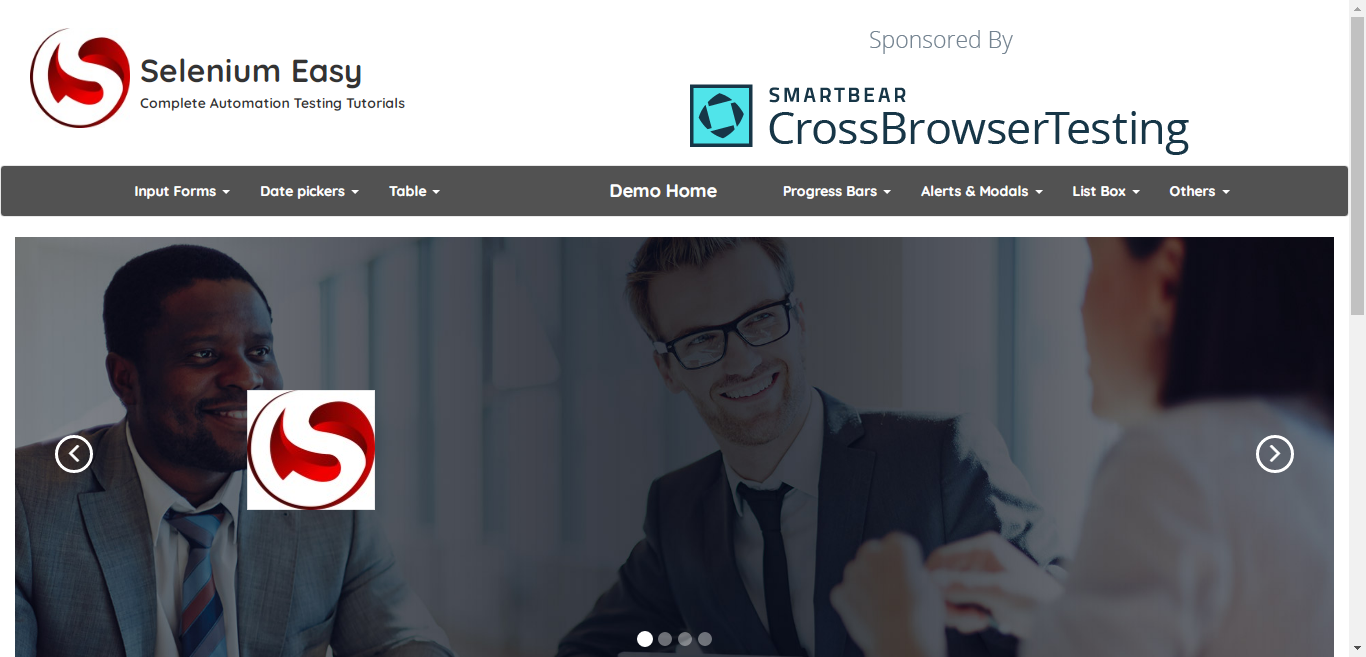 Selenium Easy
Complete Automation Testing Tutorials
Sponsored By
SMARTBEAR
CrossBrowserTesting
Input Forms
Date pickers
Table
Demo Home
Progress Bars
Alerts & Modals
List Box
Others